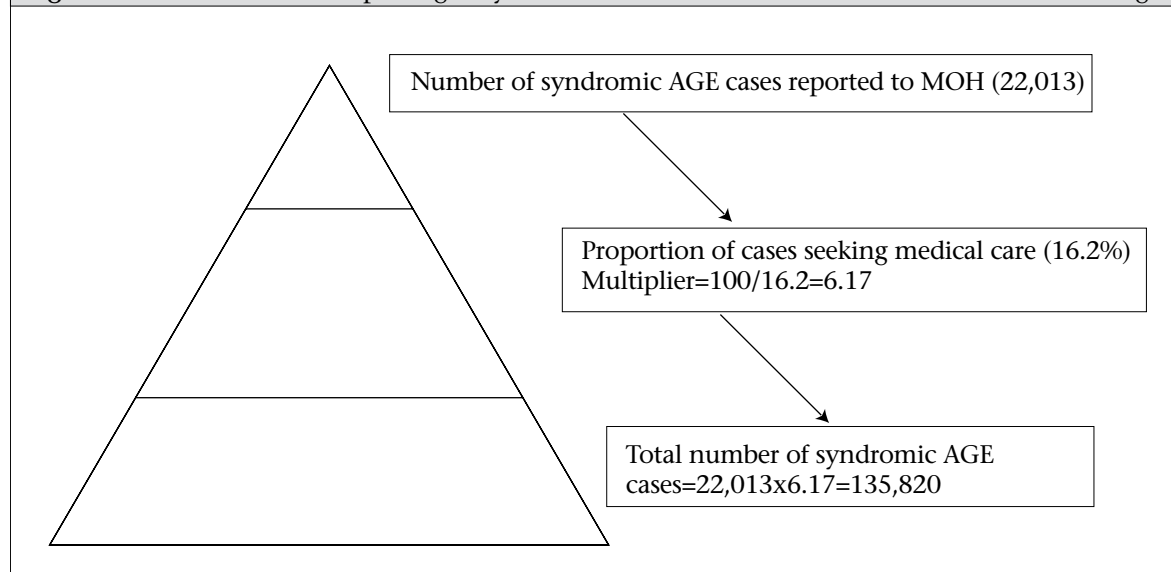 Number of syndromic AGE cases reported to MOH (22,013)
Proportion of cases seeking medical care (16.2%)
Multiplier=100/16.2=6.17
Total number of syndromic AGE
cases=22,013x6.17=135,820